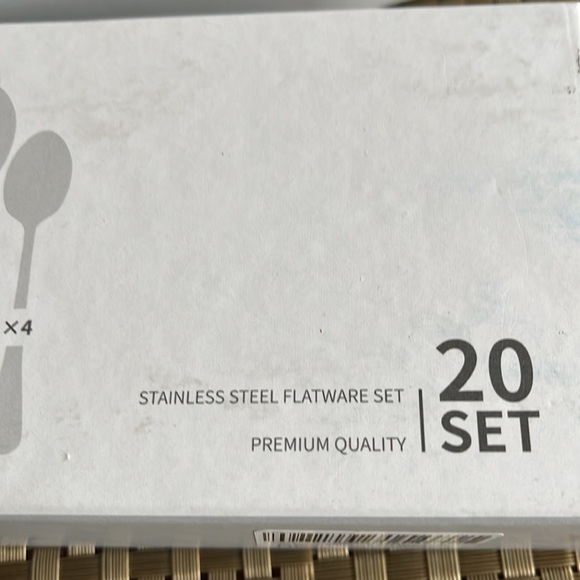 ×4
STAINLESS STEEL FLATWARE SET
PREMIUM QUALITY
20
SET